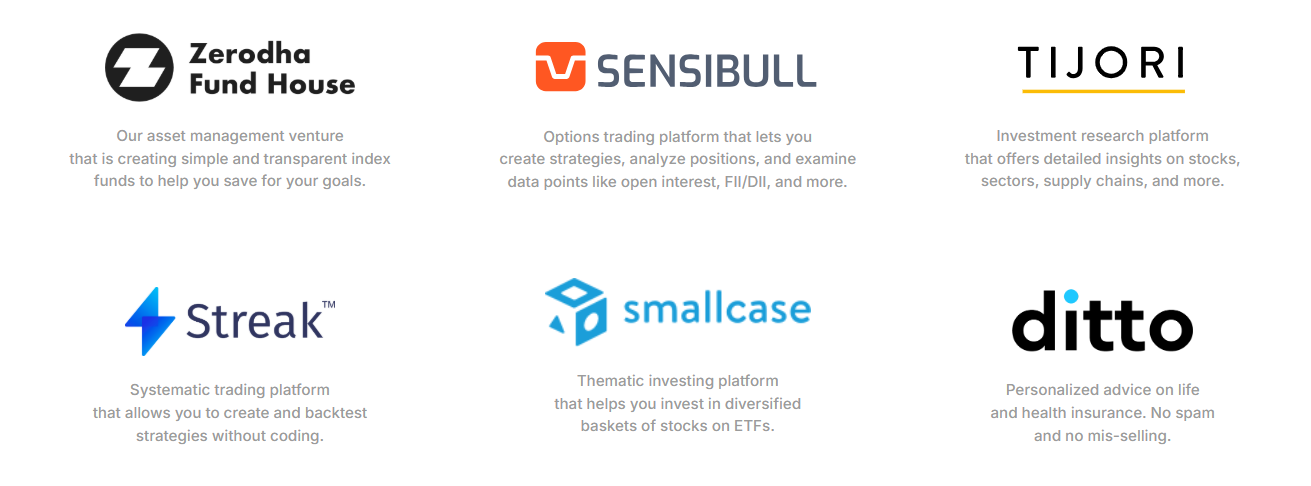 Zerodha
Fund House
Our asset management venture
that is creating simple and transparent index
funds to help you save for your goals.
SENSIBULL
Options trading platform that lets you
create strategies, analyze positions, and examine
data points like open interest, FII/DII, and more.
TIJORI
Investment research platform
that offers detailed insights on stocks,
sectors, supply chains, and more.
Streak™
Systematic trading platform
that allows you to create and backtest
strategies without coding.
smallcase
Thematic investing platform
that helps you invest in diversified
baskets of stocks on ETFs.
ditto
Personalized advice on life
and health insurance. No spam
and no mis-selling.